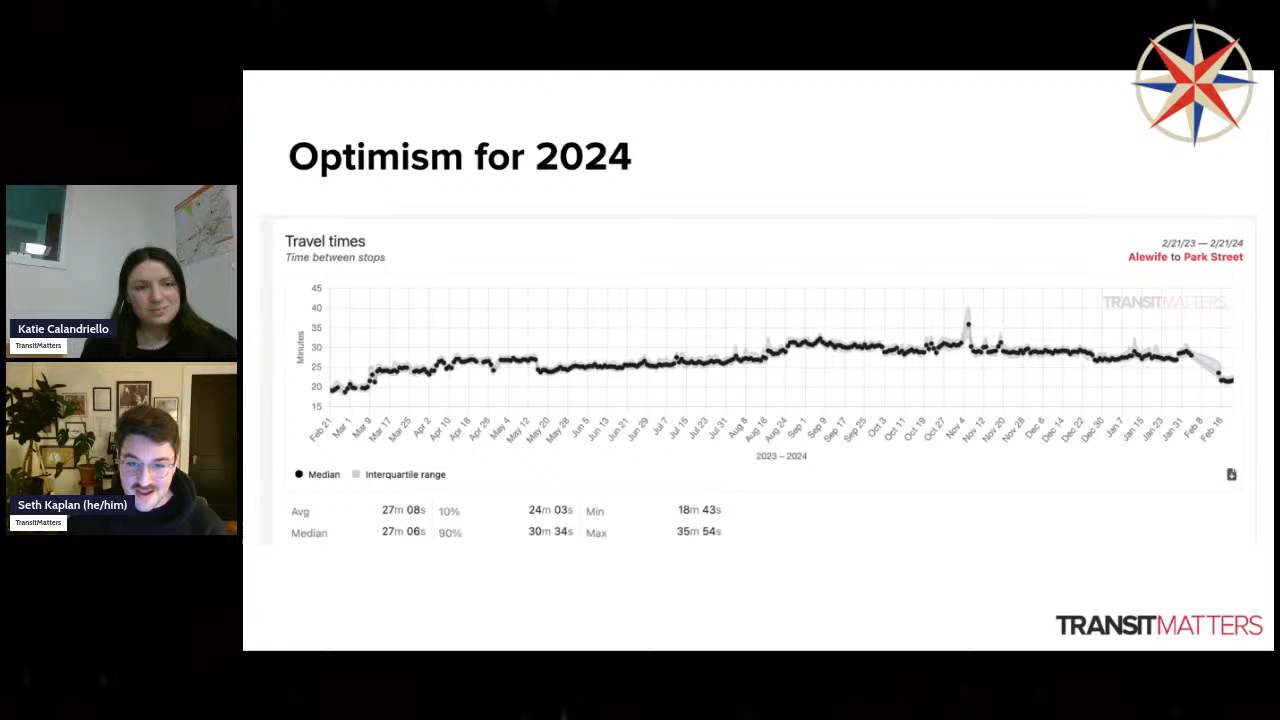 Optimism for 2024
Travel times
Time between stops
2/21/23 — 2/21/24
Alewife to Park Street
TRANSITMATTERS
Minutes
45
40
35
30
25
20
15
Feb 21
Mar 1
Mar 9
Mar 17
Mar 25
Apr 2
Apr 10
Apr 18
Apr 26
May 4
May 12
May 20
May 28
Jun 5
Jun 13
Jun 21
Jun 29
Jul 7
Jul 15
Jul 23
Jul 31
Aug 8
Aug 16
Aug 24
Sep 1
Sep 9
Sep 17
Sep 25
Oct 3
Oct 11
Oct 19
Oct 27
Nov 4
Nov 12
Nov 20
Nov 28
Dec 6
Dec 14
Dec 22
Dec 30
Jan 7
Jan 15
Jan 23
Jan 31
Feb 8
Feb 16
2023 – 2024
Median
Interquartile range
Avg 27m 08s 10% 24m 03s Min 18m 43s
Median 27m 06s 90% 30m 34s Max 35m 54s
TRANSITMATTERS
Katie Calandriello
TransitMatters
Seth Kaplan (he/him)
TransitMatters